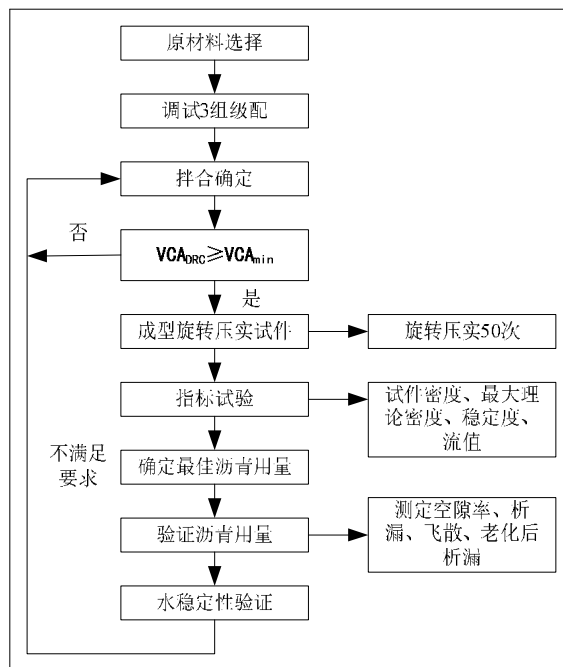 原材料选择
调试3组级配
拌合确定
否
VCADRC≥VCAmin
是
成型旋转压实试件
旋转压实50次
指标试验
试件密度、最大理
论密度、稳定度、
流值
不满足
要求
确定最佳沥青用量
验证沥青用量
测定空隙率、析
漏、飞散、老化后
析漏
水稳定性验证